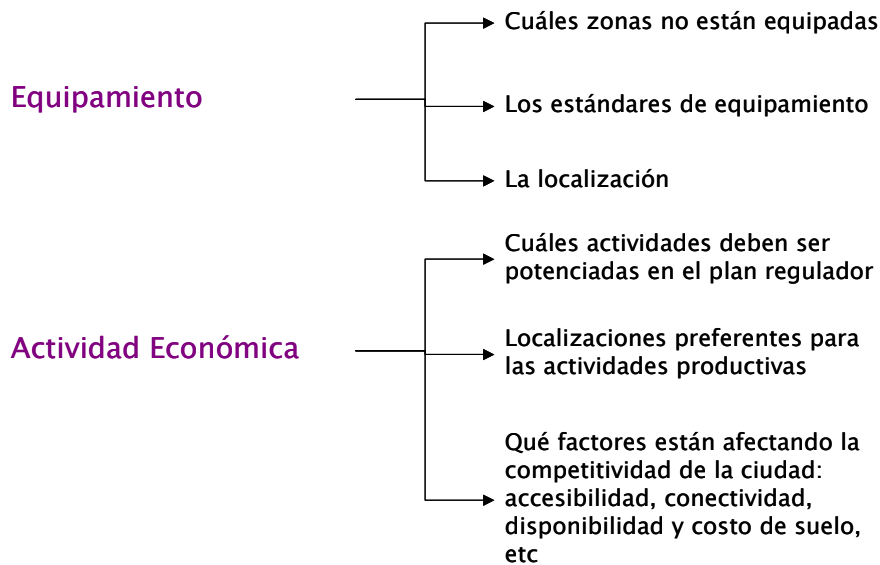 Equipamiento
Cuáles zonas no están equipadas
Los estándares de equipamiento
La localización
Actividad Económica
Cuáles actividades deben ser
potenciadas en el plan regulador
Localizaciones preferentes para
las actividades productivas
Qué factores están afectando la
competitividad de la ciudad:
accesibilidad, conectividad,
disponibilidad y costo de suelo,
etc